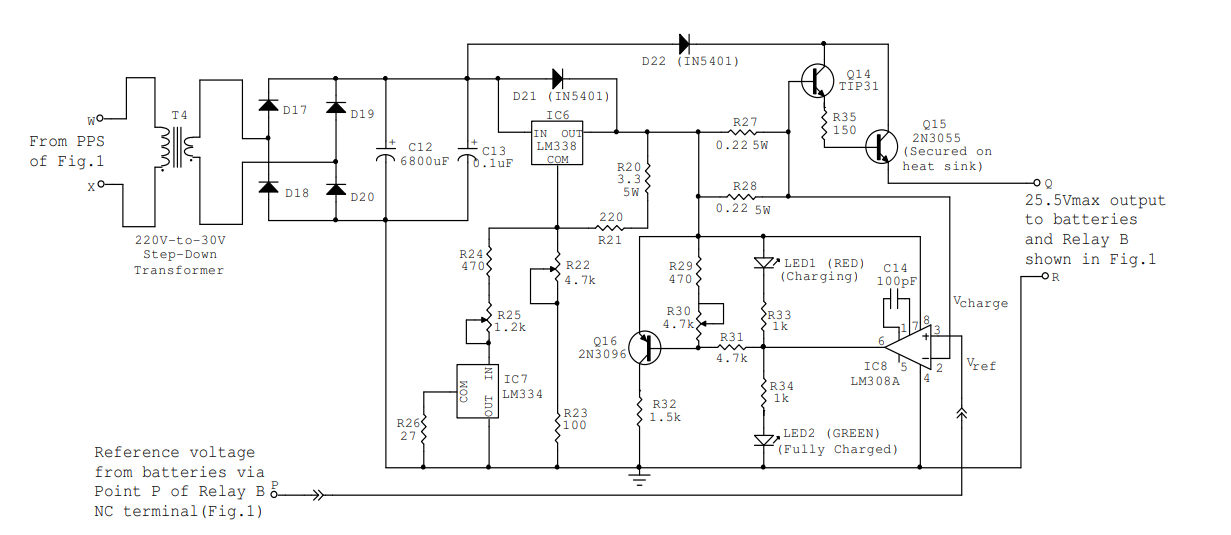 D22 (IN5401)
Q14
TIP31
D21 (IN5401)
R35
150
T4
D17
D19
IC6
IN OUT
LM338
COM
R27
0.22 5W
Q15
2N3055
(Secured on
heat sink)
W
From PPS
of Fig.1
X
+
C12
6800uF
+
C13
0.1uF
R20
3.3
5W
D18
D20
R28
0.22 5W
Q
25.5Vmax output
to batteries
and Relay B
shown in Fig.1
R
220
R21
220V-to-30V
Step-Down
Transformer
R24
470
R22
4.7k
R29
470
LED1 (RED)
(Charging)
C14
100pF
Vcharge
R25
1.2k
R30
4.7k
R33
1k
R31
4.7k
Q16
2N3096
1
7
8
3
6
+
−
2
5
4
IC8
LM308A
Vref
IN
COM
OUT
IC7
LM334
R34
1k
R26
27
R23
100
R32
1.5k
LED2 (GREEN)
(Fully Charged)
Reference voltage
from batteries via
Point P of Relay B
NC terminal(Fig.1)
P